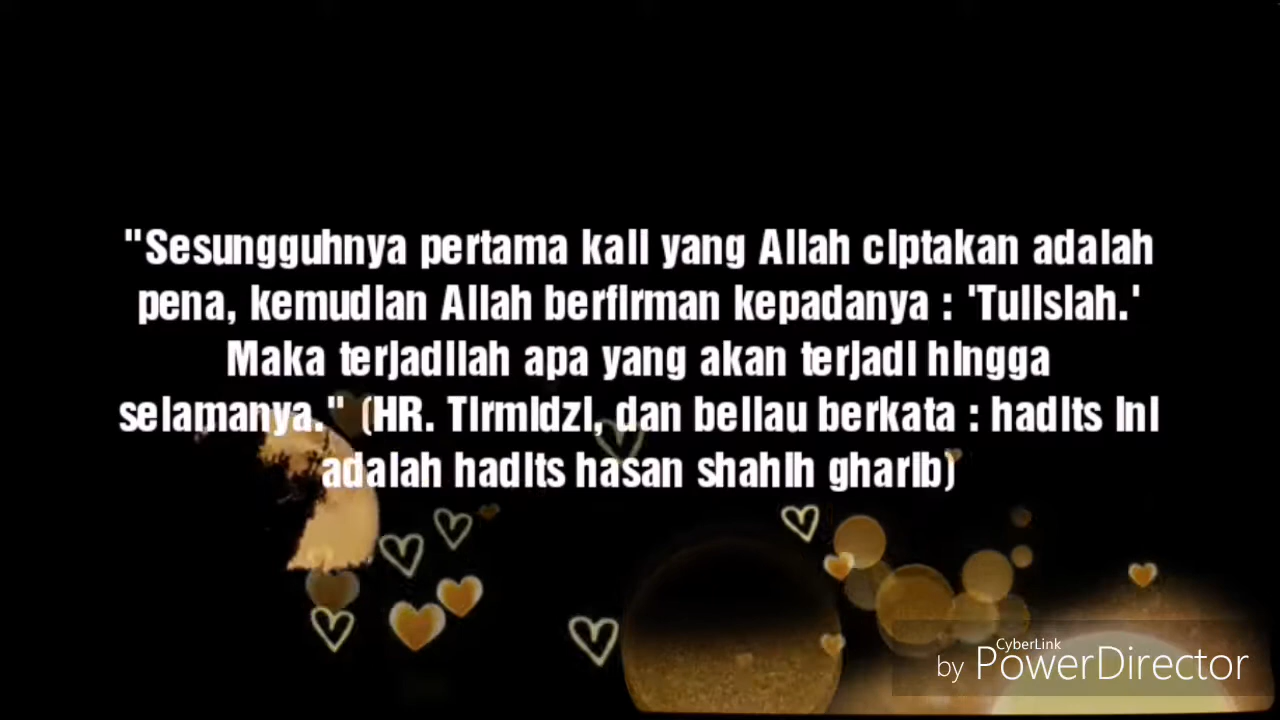 "Sesungguhnya pertama kali yang Allah ciptakan adalah
pena, kemudian Allah berfirman kepadanya : 'Tulislah.'
Maka terjadilah apa yang akan terjadi hingga
selamanya." (HR. Tirmidzi, dan beliau berkata : hadits ini
adalah hadits hasan shahih gharib)
CyberLink
by PowerDirector